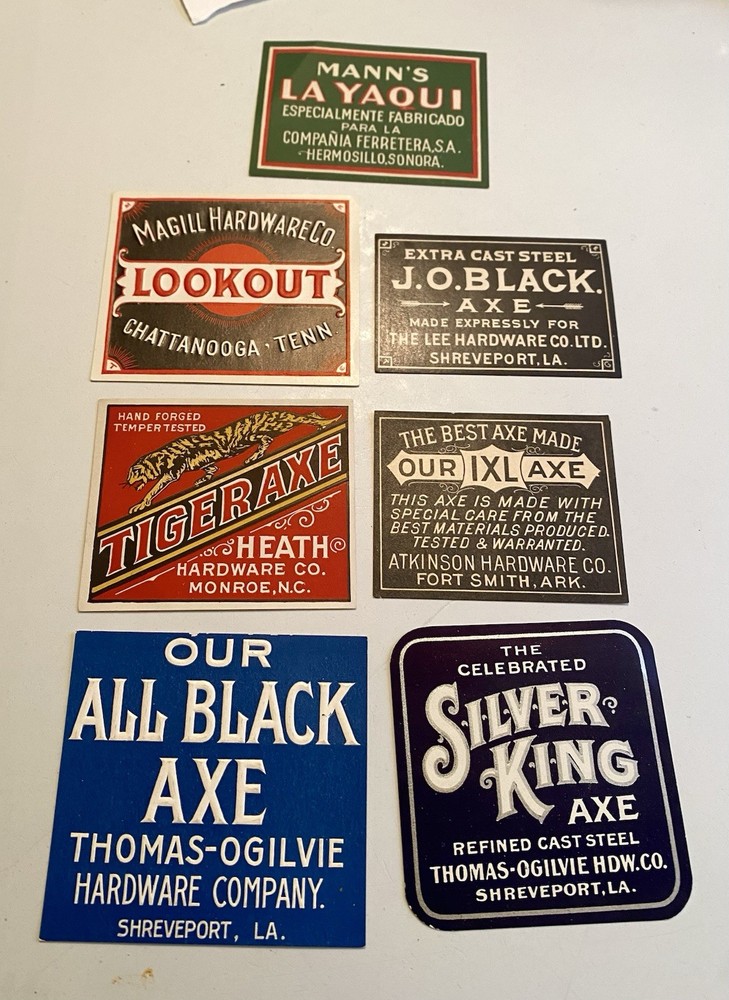 MANN'S
LA YAQUI
ESPECIALMENTE FABRICADO
PARA LA
COMPAÑIA FERRETERA, S.A.
HERMOSILLO, SONORA.
MAGILL HARDWARE CO.
LOOKOUT
CHATTANOOGA · TENN
EXTRA CAST STEEL
J.O.BLACK.
AXE
MADE EXPRESSLY FOR
THE LEE HARDWARE CO. LTD.
SHREVEPORT, LA.
HAND FORGED
TEMPER TESTED
TIGER AXE
HEATH
HARDWARE CO.
MONROE, N.C.
THE BEST AXE MADE
OUR IXL AXE
THIS AXE IS MADE WITH
SPECIAL CARE FROM THE
BEST MATERIALS PRODUCED.
TESTED & WARRANTED.
ATKINSON HARDWARE CO.
FORT SMITH, ARK.
OUR
ALL BLACK
AXE
THOMAS-OGILVIE
HARDWARE COMPANY.
SHREVEPORT, LA.
THE
CELEBRATED
SILVER
KING
AXE
REFINED CAST STEEL
THOMAS-OGILVIE HDW. CO.
SHREVEPORT, LA.